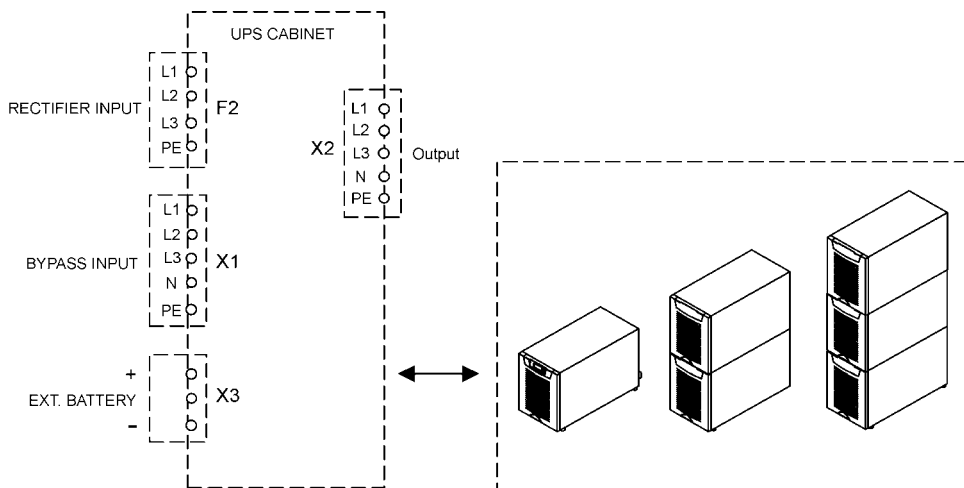 UPS CABINET
RECTIFIER INPUT
L1
L2
L3
PE
F2
X2
L1
L2
L3
N
PE
Output
BYPASS INPUT
L1
L2
L3
N
PE
X1
EXT. BATTERY
+
-
X3